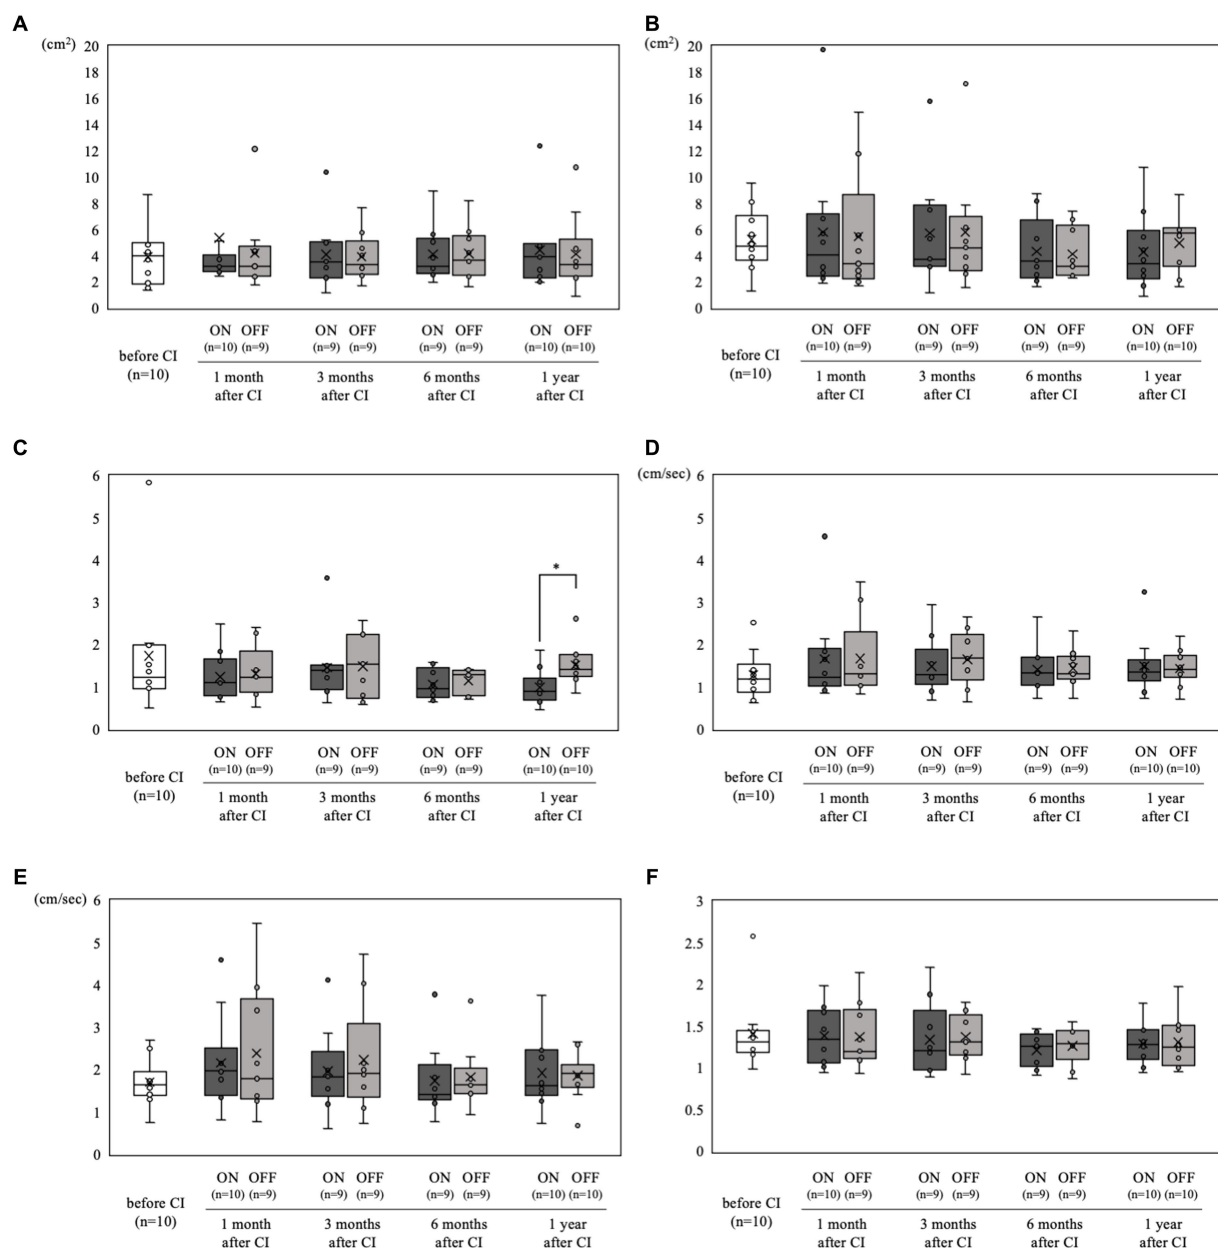 A
(cm²)
20
18
16
14
12
10
8
6
4
2
0
before CI
(n=10)
ON OFF ON OFF ON OFF ON OFF
(n=10) (n=9) (n=9) (n=9) (n=9) (n=9) (n=10) (n=10)
1 month 3 months 6 months 1 year
after CI after CI after CI after CI
B
(cm²)
20
18
16
14
12
10
8
6
4
2
0
before CI
(n=10)
ON OFF ON OFF ON OFF ON OFF
(n=10) (n=9) (n=9) (n=9) (n=9) (n=9) (n=10) (n=10)
1 month 3 months 6 months 1 year
after CI after CI after CI after CI
C
6
5
4
3
2
1
0
*
before CI
(n=10)
ON OFF ON OFF ON OFF ON OFF
(n=10) (n=9) (n=9) (n=9) (n=9) (n=9) (n=10) (n=10)
1 month 3 months 6 months 1 year
after CI after CI after CI after CI
D
(cm/sec)
6
5
4
3
2
1
0
before CI
(n=10)
ON OFF ON OFF ON OFF ON OFF
(n=10) (n=9) (n=9) (n=9) (n=9) (n=9) (n=10) (n=10)
1 month 3 months 6 months 1 year
after CI after CI after CI after CI
E
(cm/sec)
6
5
4
3
2
1
0
before CI
(n=10)
ON OFF ON OFF ON OFF ON OFF
(n=10) (n=9) (n=9) (n=9) (n=9) (n=9) (n=10) (n=10)
1 month 3 months 6 months 1 year
after CI after CI after CI after CI
F
3
2.5
2
1.5
1
0.5
0
before CI
(n=10)
ON OFF ON OFF ON OFF ON OFF
(n=10) (n=9) (n=9) (n=9) (n=9) (n=9) (n=10) (n=10)
1 month 3 months 6 months 1 year
after CI after CI after CI after CI